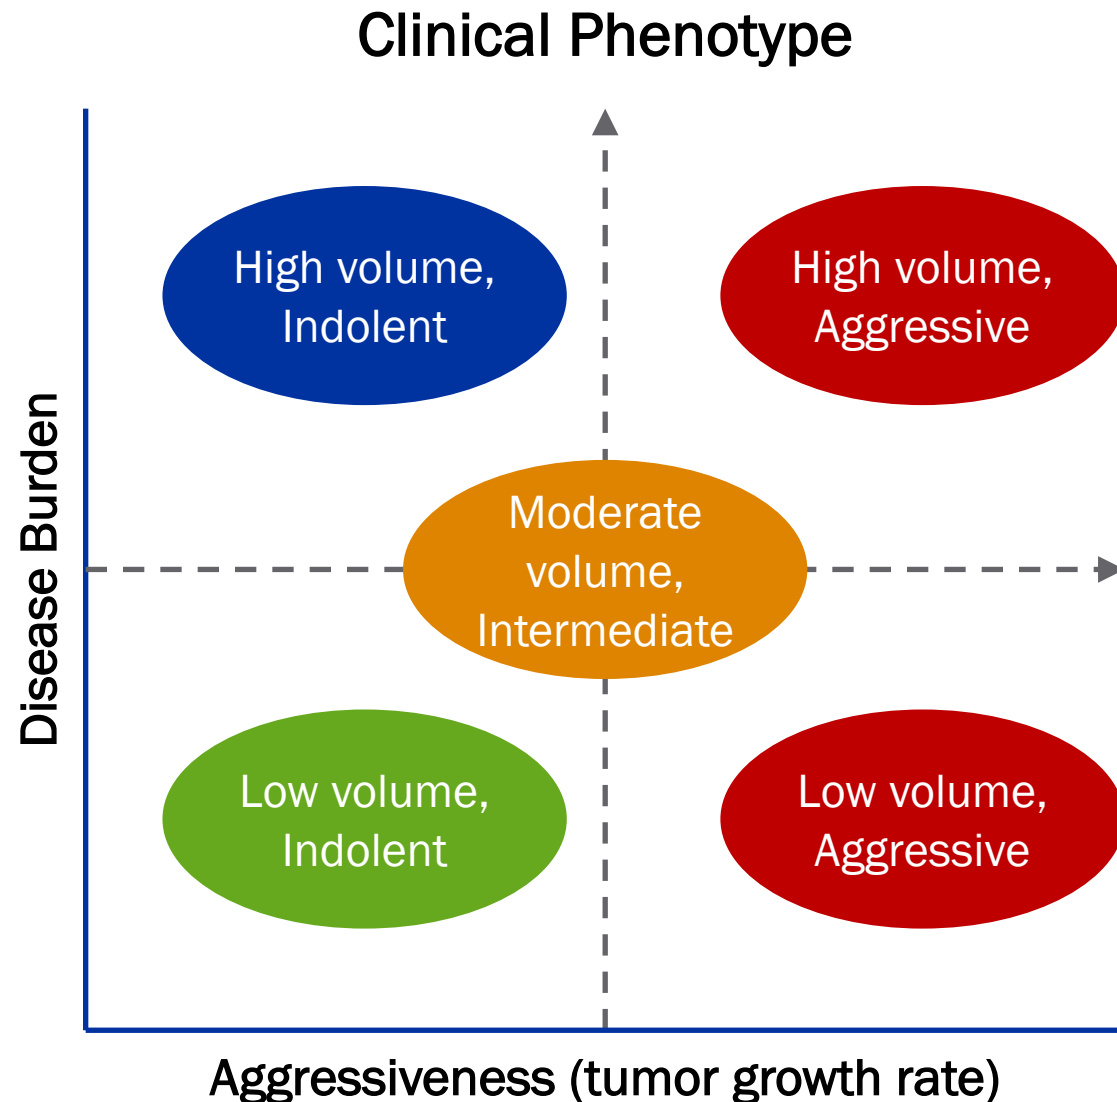 Clinical Phenotype
High volume,
Indolent
High volume,
Aggressive
Moderate
volume,
Intermediate
Low volume,
Indolent
Low volume,
Aggressive
Disease Burden
Aggressiveness (tumor growth rate)